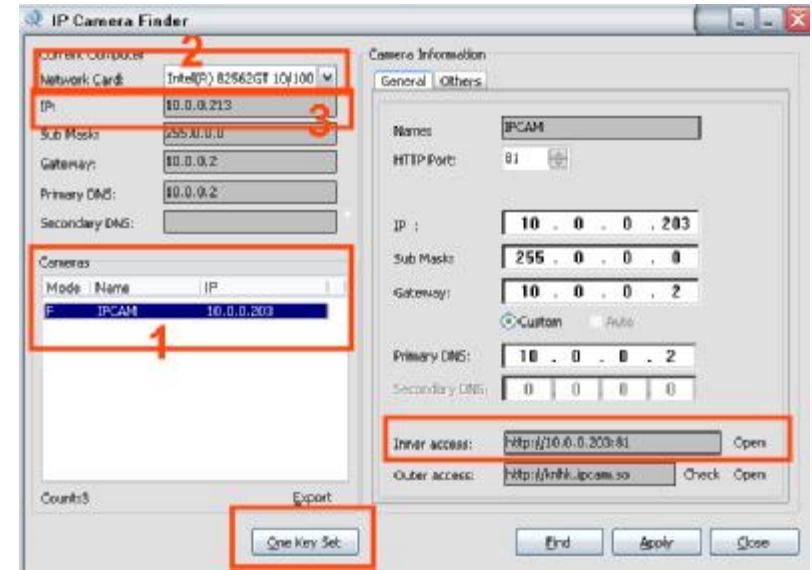 IP Camera Finder
Current Computer
2
Network Card: Intel(R) 82562GT 10/100
IP: 10.0.0.213
3
Sub Mask: 255.0.0.0
Gateway: 10.0.0.2
Primary DNS: 10.0.0.2
Secondary DNS:
Cameras
Mode Name IP
F IPCAM 10.0.0.203
1
Count:3 Export
One Key Set
Camera Information
General Others
Name: IPCAM
HTTP Port: 81
IP : 10 . 0 . 0 . 203
Sub Mask: 255 . 0 . 0 . 0
Gateway: 10 . 0 . 0 . 2
Custom Auto
Primary DNS: 10 . 0 . 0 . 2
Secondary DNS: 0 0 0 0
Inner access: http://10.0.0.203:81 Open
Outer access: Check Open
Find Apply Close